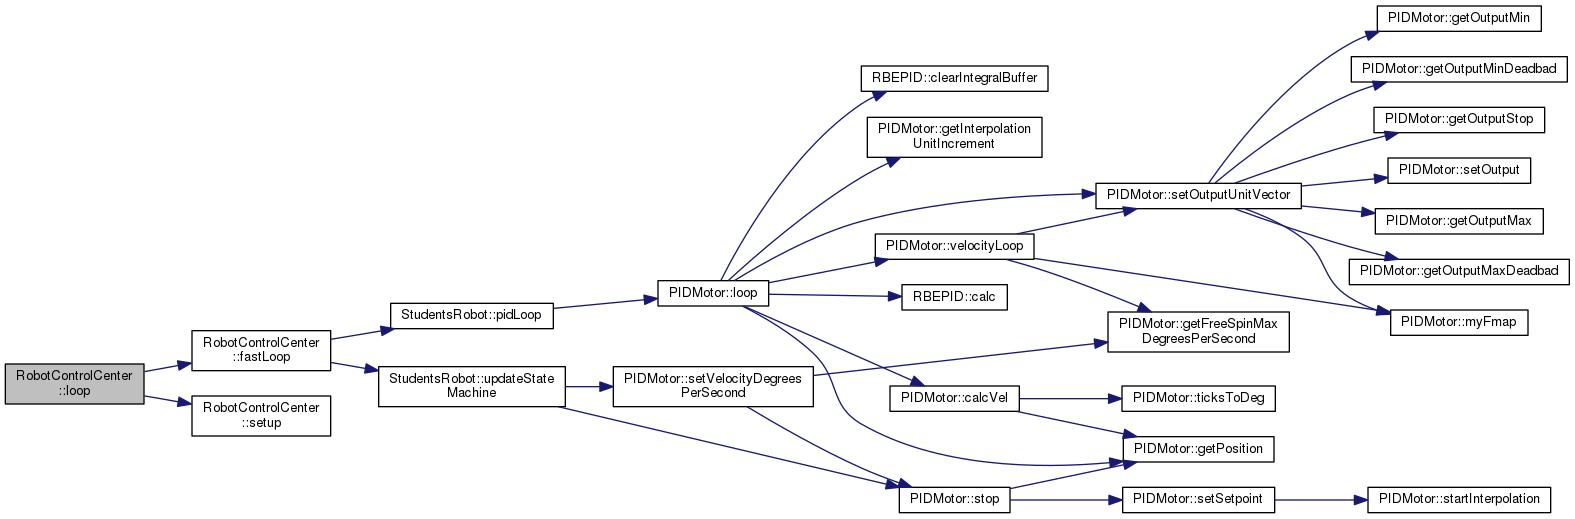 RobotControlCenter
::loop
RobotControlCenter
::fastLoop
RobotControlCenter
::setup
StudentsRobot::pidLoop
StudentsRobot::updateState
Machine
PIDMotor::loop
PIDMotor::setVelocityDegrees
PerSecond
RBEPID::clearIntegralBuffer
PIDMotor::getInterpolation
UnitIncrement
PIDMotor::velocityLoop
RBEPID::calc
PIDMotor::calcVel
PIDMotor::stop
PIDMotor::setOutputUnitVector
PIDMotor::getFreeSpinMax
DegreesPerSecond
PIDMotor::ticksToDeg
PIDMotor::getPosition
PIDMotor::setSetpoint
PIDMotor::getOutputMin
PIDMotor::getOutputMinDeadbad
PIDMotor::getOutputStop
PIDMotor::setOutput
PIDMotor::getOutputMax
PIDMotor::getOutputMaxDeadbad
PIDMotor::myFmap
PIDMotor::startInterpolation